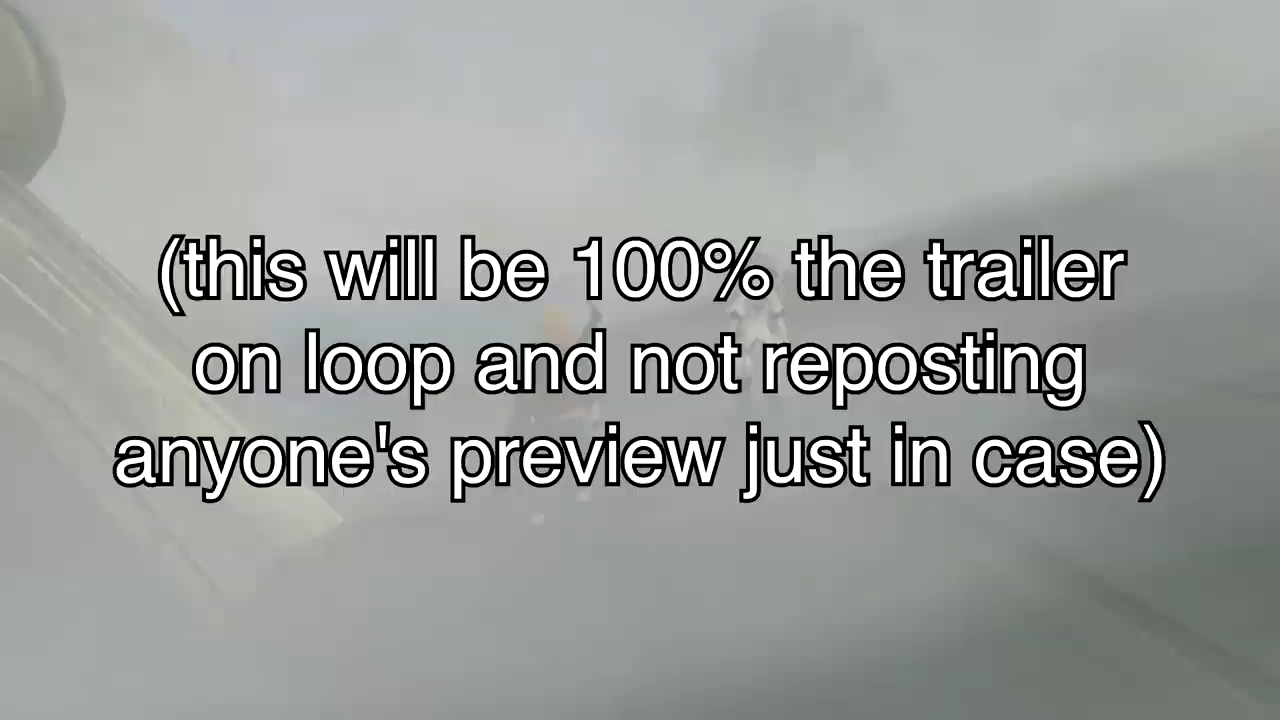 (this will be 100% the trailer
on loop and not reposting
anyone's preview just in case)